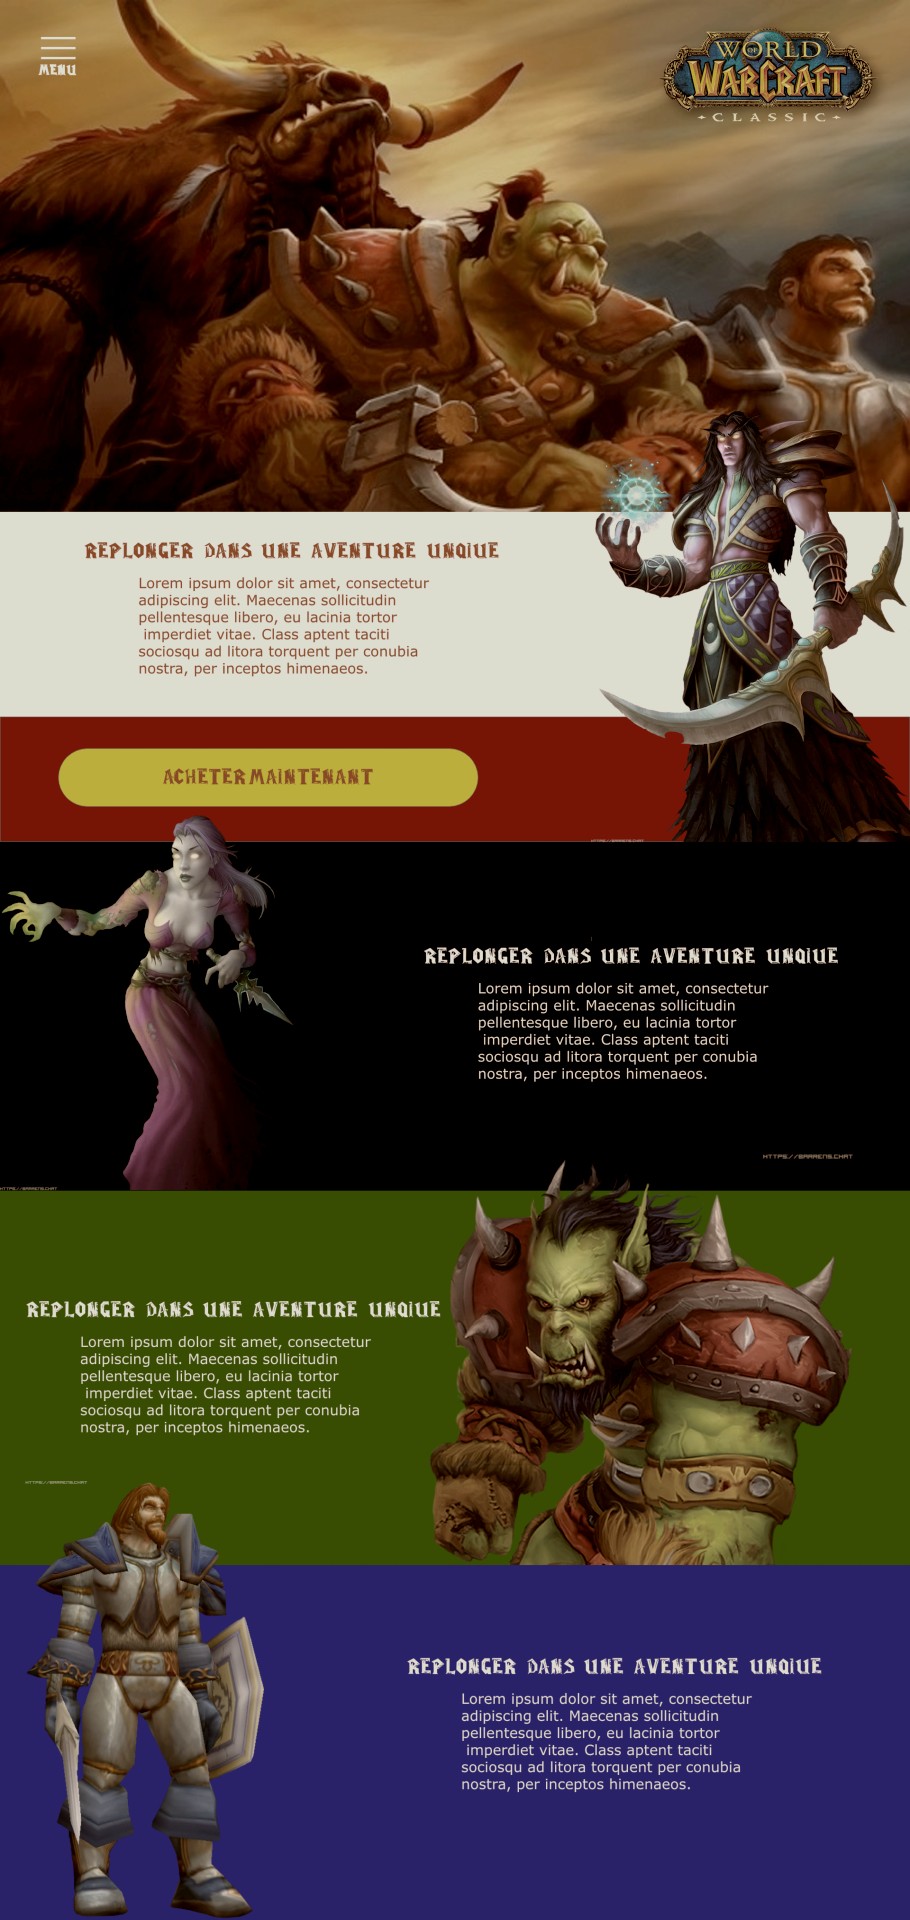 MENU
WORLD
OF
WARCRAFT
CLASSIC
REPLONGER DANS UNE AVENTURE UNQIUE
Lorem ipsum dolor sit amet, consectetur
adipiscing elit. Maecenas sollicitudin
pellentesque libero, eu lacinia tortor
imperdiet vitae. Class aptent taciti
sociosqu ad litora torquent per conubia
nostra, per inceptos himenaeos.
ACHETER MAINTENANT
HTTPS://BARRENS.CHAT
REPLONGER DANS UNE AVENTURE UNQIUE
Lorem ipsum dolor sit amet, consectetur
adipiscing elit. Maecenas sollicitudin
pellentesque libero, eu lacinia tortor
imperdiet vitae. Class aptent taciti
sociosqu ad litora torquent per conubia
nostra, per inceptos himenaeos.
HTTPS://BARRENS.CHAT
HTTPS://BARRENS.CHAT
REPLONGER DANS UNE AVENTURE UNQIUE
Lorem ipsum dolor sit amet, consectetur
adipiscing elit. Maecenas sollicitudin
pellentesque libero, eu lacinia tortor
imperdiet vitae. Class aptent taciti
sociosqu ad litora torquent per conubia
nostra, per inceptos himenaeos.
HTTPS://BARRENS.CHAT
REPLONGER DANS UNE AVENTURE UNQIUE
Lorem ipsum dolor sit amet, consectetur
adipiscing elit. Maecenas sollicitudin
pellentesque libero, eu lacinia tortor
imperdiet vitae. Class aptent taciti
sociosqu ad litora torquent per conubia
nostra, per inceptos himenaeos.